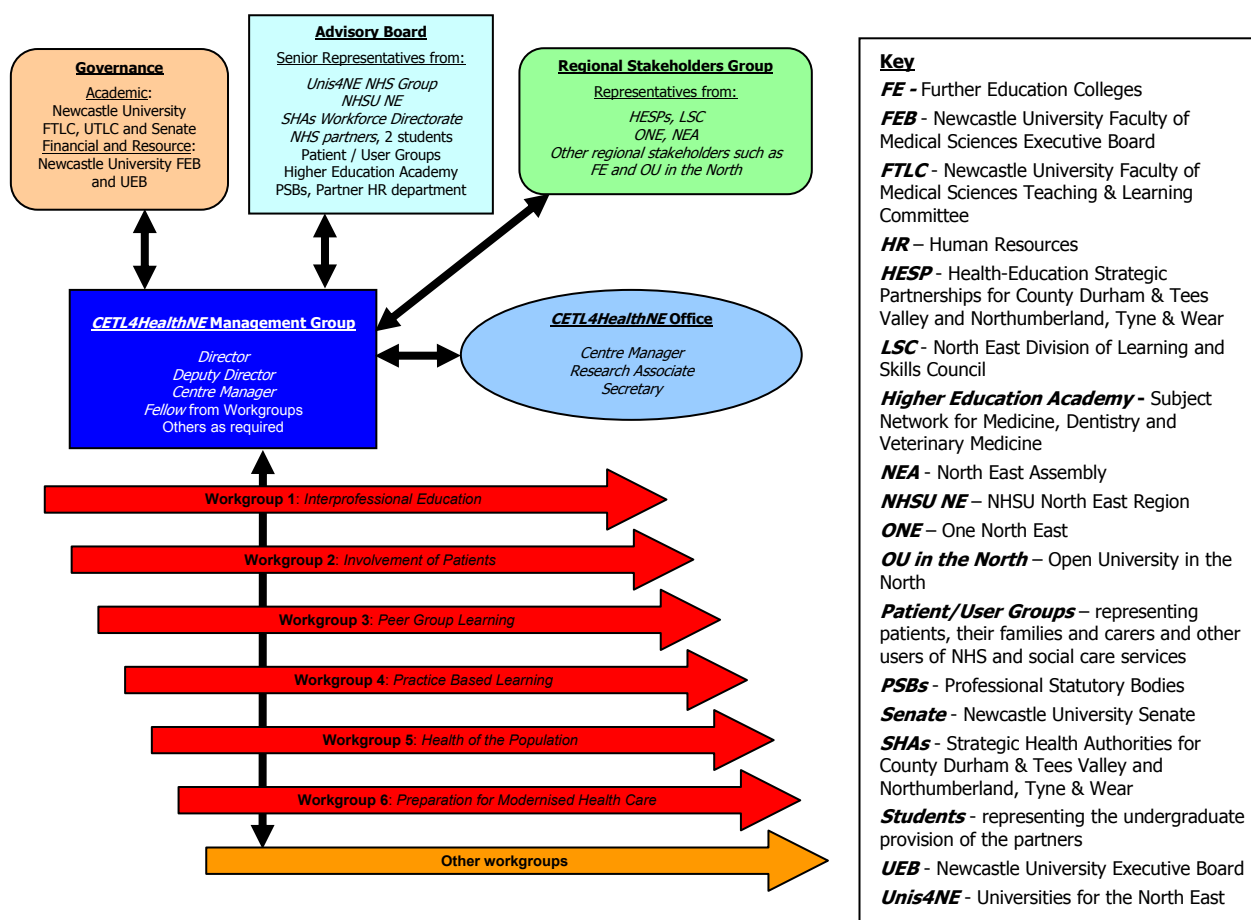 Governance
Academic:
Newcastle University
FTLC, UTLC and Senate
Financial and Resource:
Newcastle University FEB
and UEB
Advisory Board
Senior Representatives from:
Unis4NE NHS Group
NHSU NE
SHAs Workforce Directorate
NHS partners, 2 students
Patient / User Groups
Higher Education Academy
PSBs, Partner HR department
Regional Stakeholders Group
Representatives from:
HESPs, LSC
ONE, NEA
Other regional stakeholders such as
FE and OU in the North
CETL4HealthNE Management Group
Director
Deputy Director
Centre Manager
Fellow from Workgroups
Others as required
CETL4HealthNE Office
Centre Manager
Research Associate
Secretary
Workgroup 1: Interprofessional Education
Workgroup 2: Involvement of Patients
Workgroup 3: Peer Group Learning
Workgroup 4: Practice Based Learning
Workgroup 5: Health of the Population
Workgroup 6: Preparation for Modernised Health Care
Other workgroups
Key
FE - Further Education Colleges
FEB - Newcastle University Faculty of
Medical Sciences Executive Board
FTLC - Newcastle University Faculty of
Medical Sciences Teaching & Learning
Committee
HR – Human Resources
HESP - Health-Education Strategic
Partnerships for County Durham & Tees
Valley and Northumberland, Tyne & Wear
LSC - North East Division of Learning and
Skills Council
Higher Education Academy - Subject
Network for Medicine, Dentistry and
Veterinary Medicine
NEA - North East Assembly
NHSU NE – NHSU North East Region
ONE – One North East
OU in the North – Open University in the
North
Patient/User Groups – representing
patients, their families and carers and other
users of NHS and social care services
PSBs - Professional Statutory Bodies
Senate - Newcastle University Senate
SHAs - Strategic Health Authorities for
County Durham & Tees Valley and
Northumberland, Tyne & Wear
Students - representing the undergraduate
provision of the partners
UEB - Newcastle University Executive Board
Unis4NE - Universities for the North East